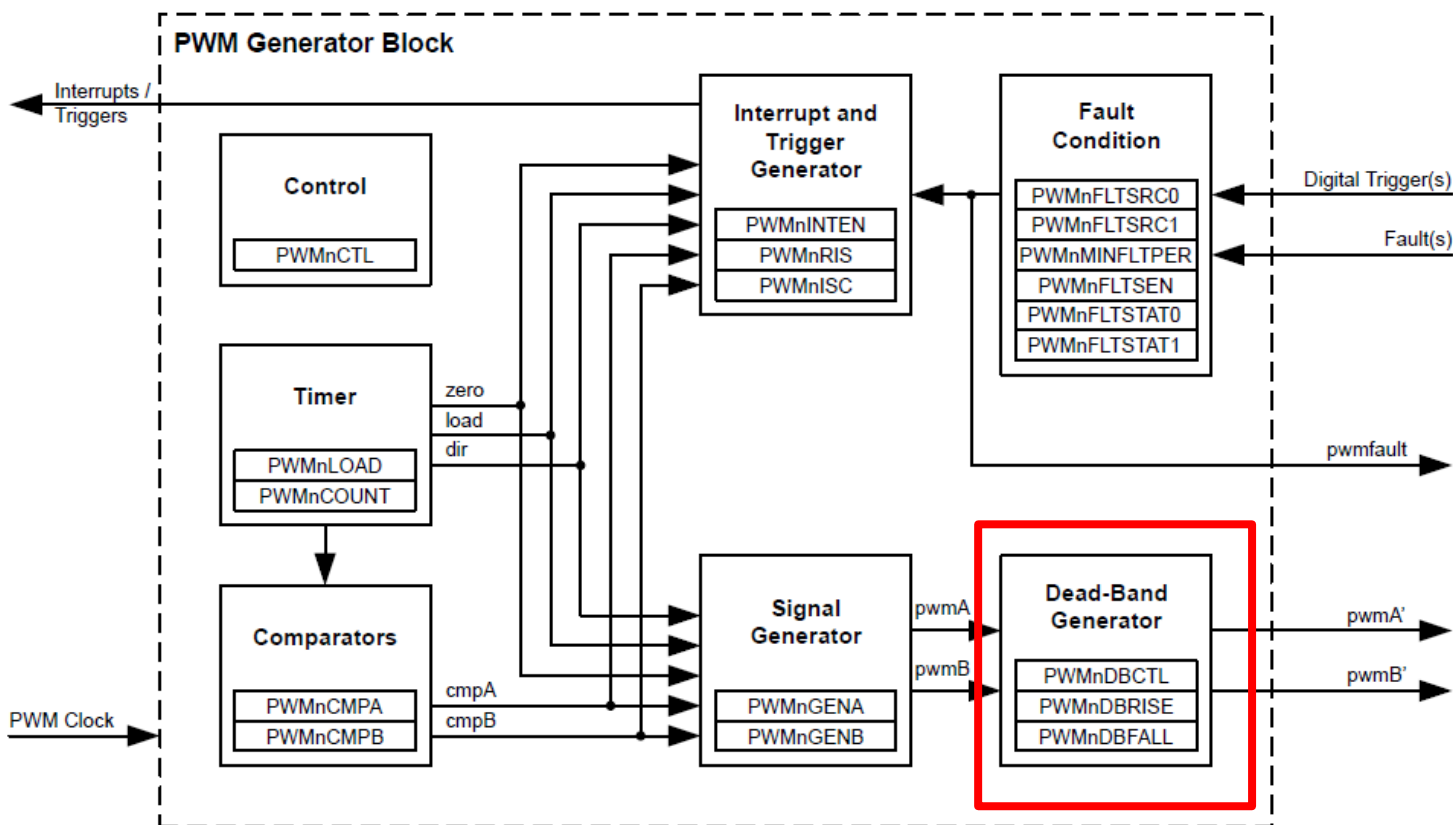 PWM Generator Block
Interrupts /
Triggers
Control
PWMnCTL
Interrupt and
Trigger
Generator
PWMnINTEN
PWMnRIS
PWMnISC
Fault
Condition
PWMnFLTSRC0
PWMnFLTSRC1
PWMnMINFLTPER
PWMnFLTSEN
PWMnFLTSTAT0
PWMnFLTSTAT1
Digital Trigger(s)
Fault(s)
Timer
PWMnLOAD
PWMnCOUNT
zero
load
dir
pwmfault
Comparators
PWMnCMPA
PWMnCMPB
cmpA
cmpB
PWM Clock
Signal
Generator
PWMnGENA
PWMnGENB
pwmA
pwmB
Dead-Band
Generator
PWMnDBCTL
PWMnDBRISE
PWMnDBFALL
pwmA’
pwmB’